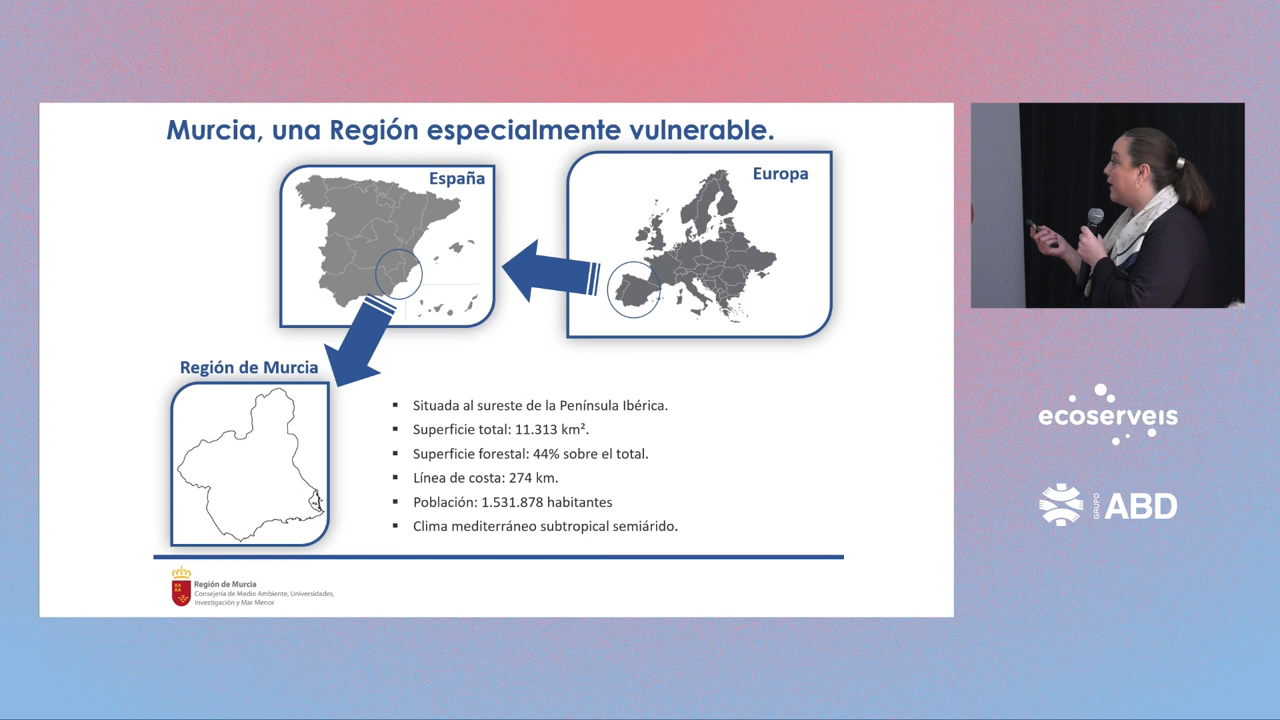 Murcia, una Región especialmente vulnerable.
España
Europa
Región de Murcia
▪ Situada al sureste de la Península Ibérica.
▪ Superficie total: 11.313 km².
▪ Superficie forestal: 44% sobre el total.
▪ Línea de costa: 274 km.
▪ Población: 1.531.878 habitantes
▪ Clima mediterráneo subtropical semiárido.
Región de Murcia
Consejería de Medio Ambiente, Universidades,
Investigación y Mar Menor
ecoserveis
GRUPO ABD